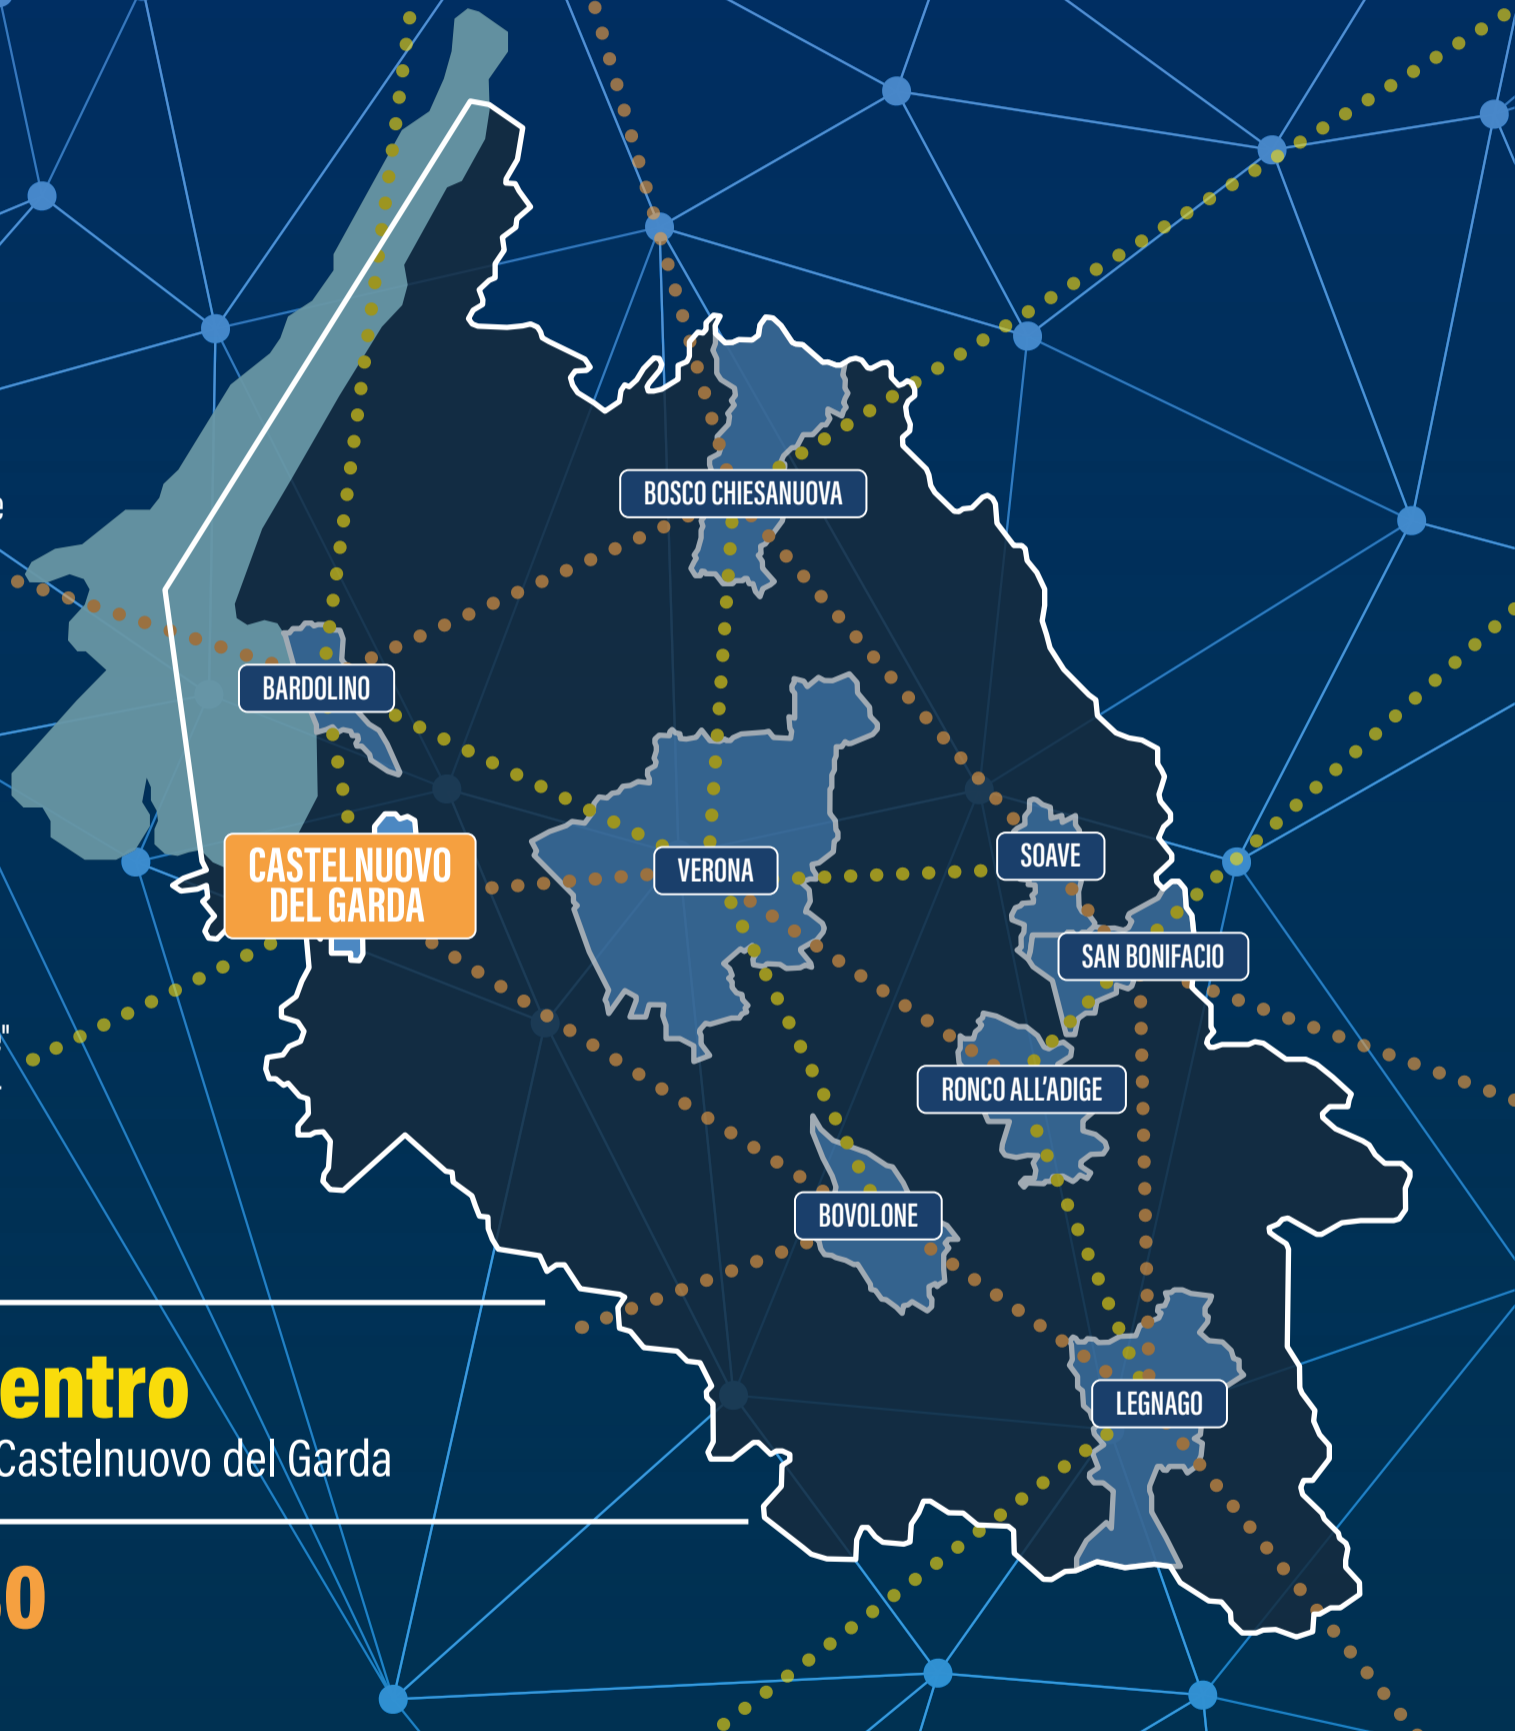 BOSCO CHIESANUOVA
BARDOLINO
CASTELNUOVO
DEL GARDA
VERONA
SOAVE
SAN BONIFACIO
RONCO ALL'ADIGE
BOVOLONE
entro
Castelnuovo del Garda
LEGNAGO
0